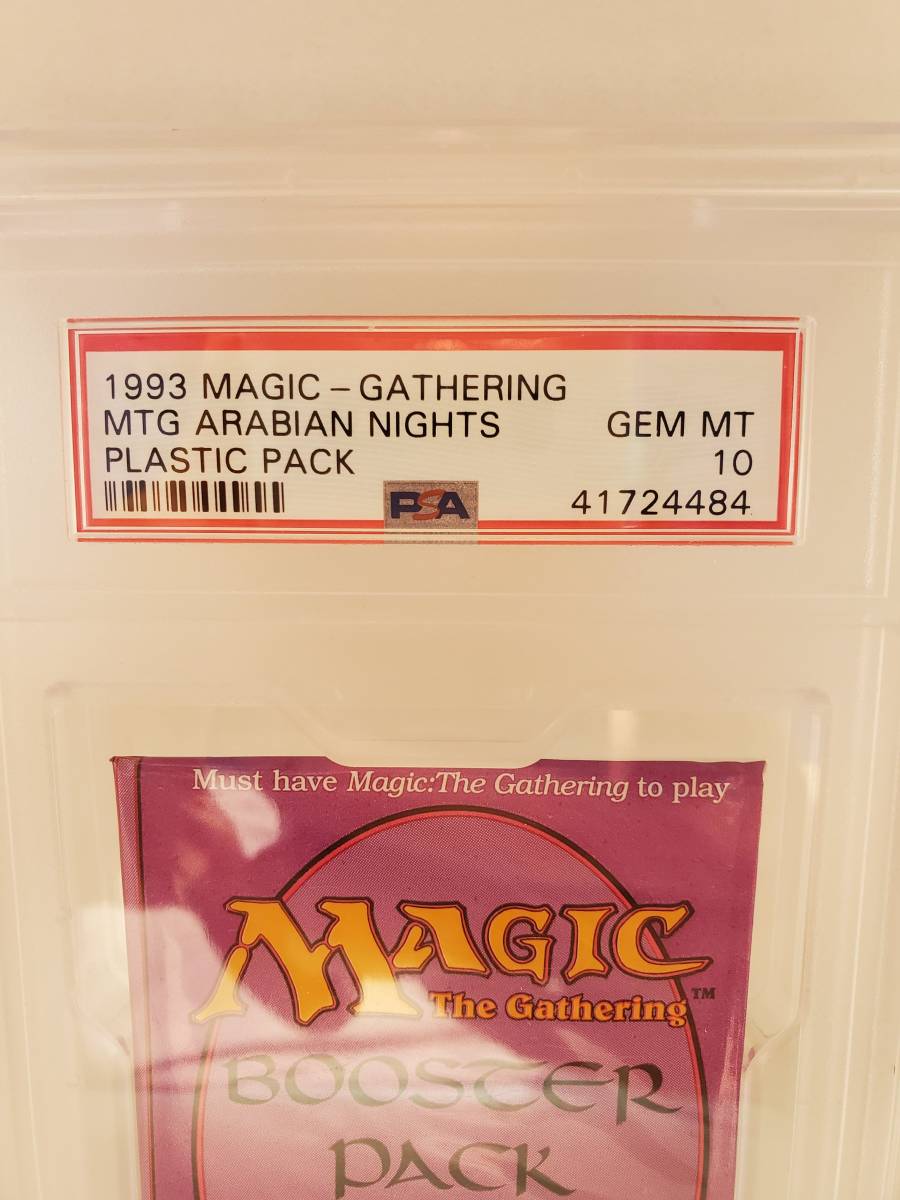 1993 MAGIC – GATHERING
MTG ARABIAN NIGHTS GEM MT
PLASTIC PACK 10
PSA 41724484
Must have Magic:The Gathering to play
MAGIC
The Gathering™
BOOSTER
PACK